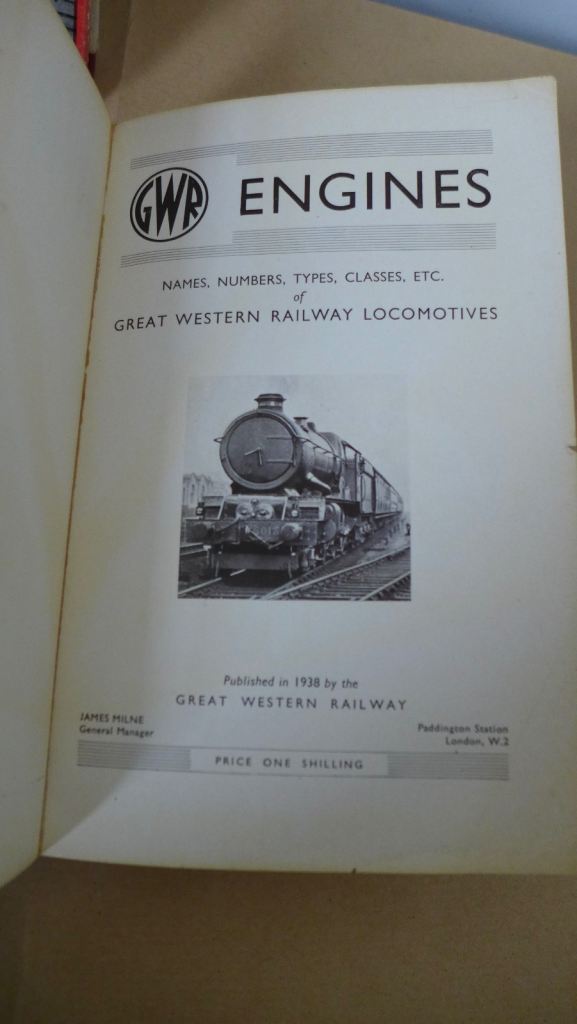 GWR ENGINES
NAMES, NUMBERS, TYPES, CLASSES, ETC.
of
GREAT WESTERN RAILWAY LOCOMOTIVES
Published in 1938 by the
GREAT WESTERN RAILWAY
JAMES MILNE
General Manager
Paddington Station
London, W.2
PRICE ONE SHILLING